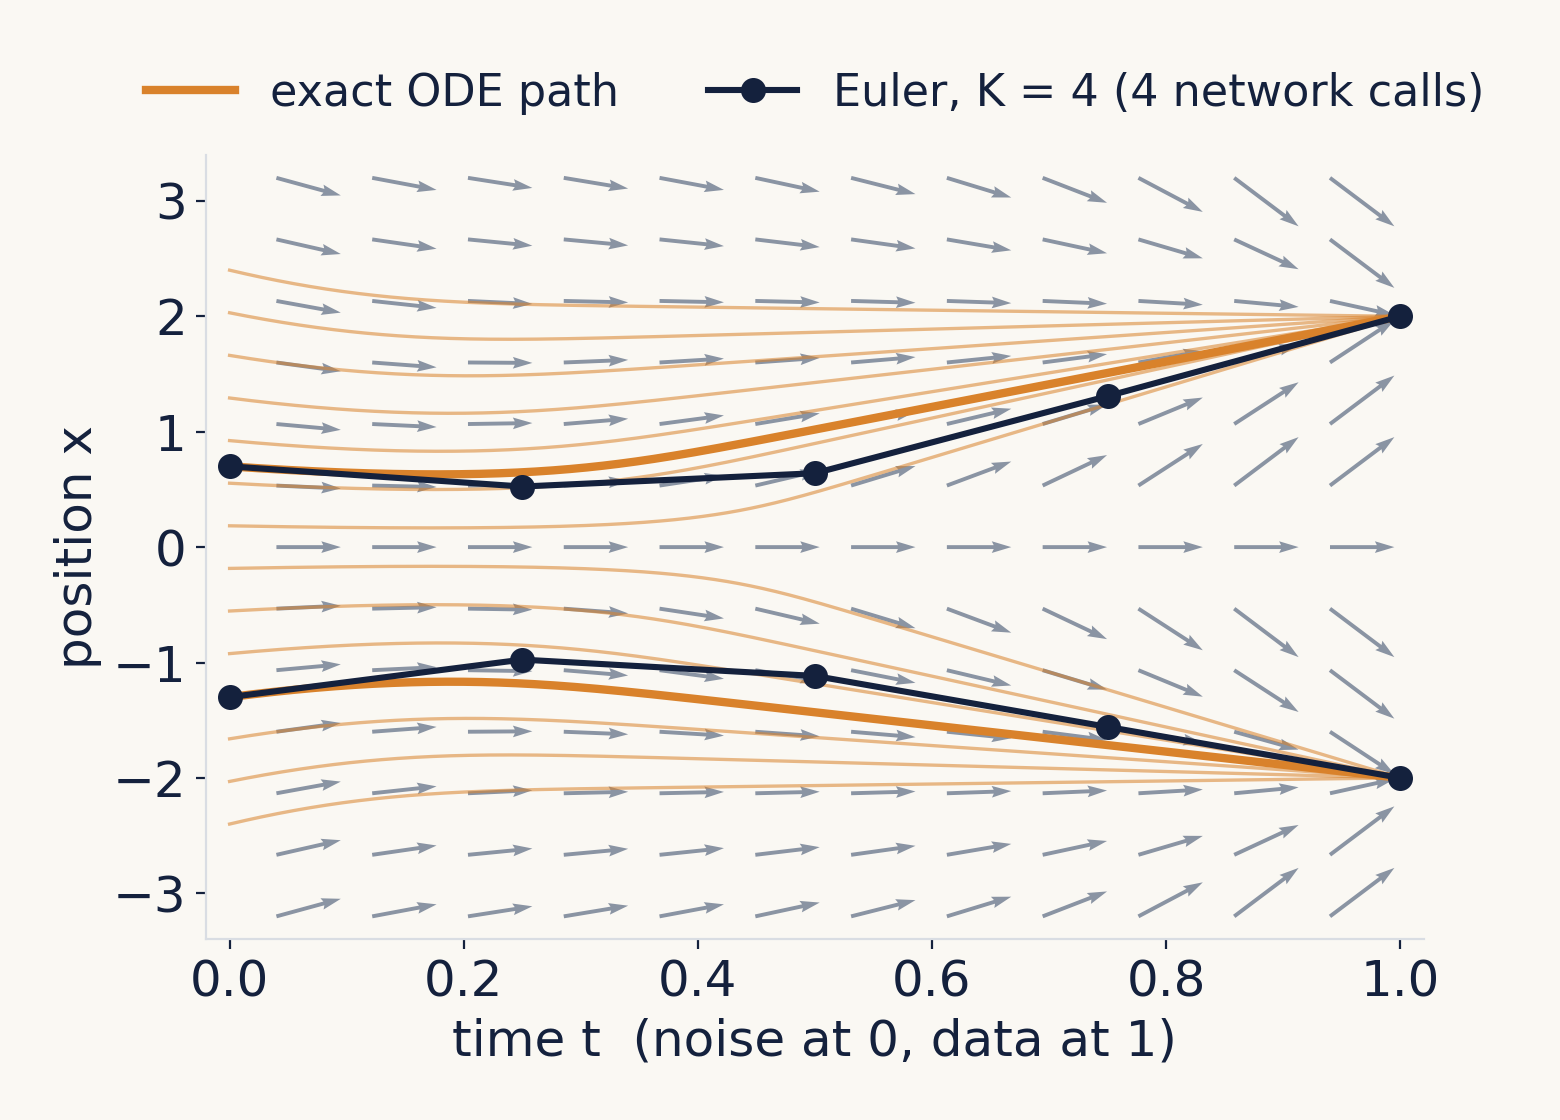 exact ODE path
Euler, K = 4 (4 network calls)
3
2
1
0
−1
−2
−3
position x
0.0 0.2 0.4 0.6 0.8 1.0
time t  (noise at 0, data at 1)